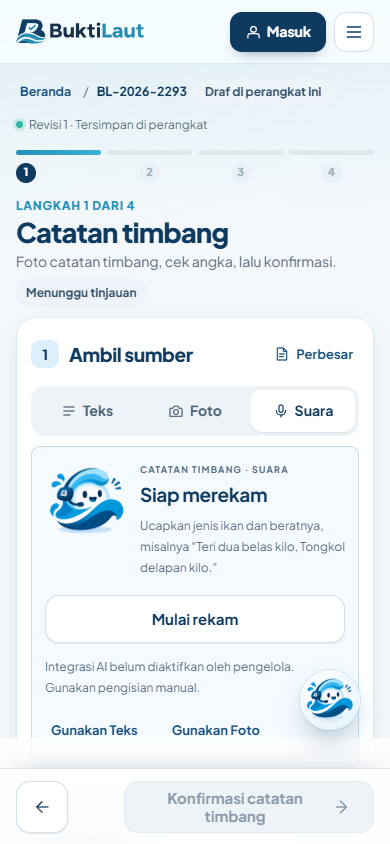 BuktiLaut
Masuk
Beranda / BL-2026-2293 Draf di perangkat ini
Revisi 1 · Tersimpan di perangkat
1 2 3 4
LANGKAH 1 DARI 4
Catatan timbang
Foto catatan timbang, cek angka, lalu konfirmasi.
Menunggu tinjauan
1 Ambil sumber Perbesar
Teks Foto Suara
CATATAN TIMBANG · SUARA
Siap merekam
Ucapkan jenis ikan dan beratnya,
misalnya “Teri dua belas kilo, Tongkol
delapan kilo.”
Mulai rekam
Integrasi AI belum diaktifkan oleh pengelola.
Gunakan pengisian manual.
Gunakan Teks Gunakan Foto
Konfirmasi catatan
timbang